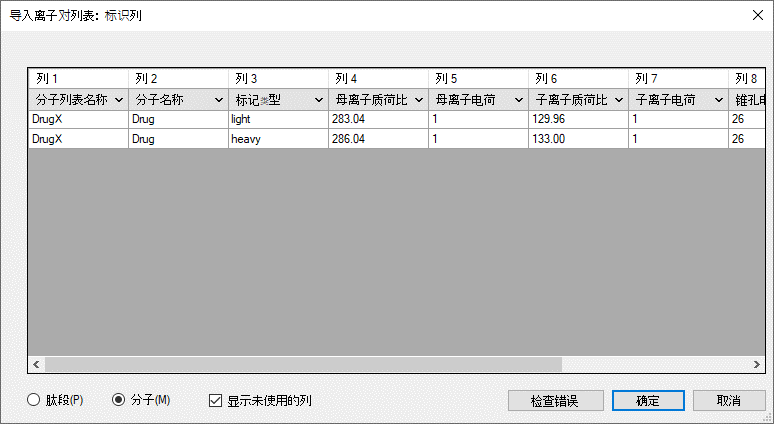 导入离子对列表：标识列
列 1 列 2 列 3 列 4 列 5 列 6 列 7 列 8
分子列表名称 分子名称 标记类型 母离子质荷比 母离子电荷 子离子质荷比 子离子电荷 锥孔
DrugX Drug light 283.04 1 129.96 1 26
DrugX Drug heavy 286.04 1 133.00 1 26
肽段(P) 分子(M) 显示未使用的列 检查错误 确定 取消